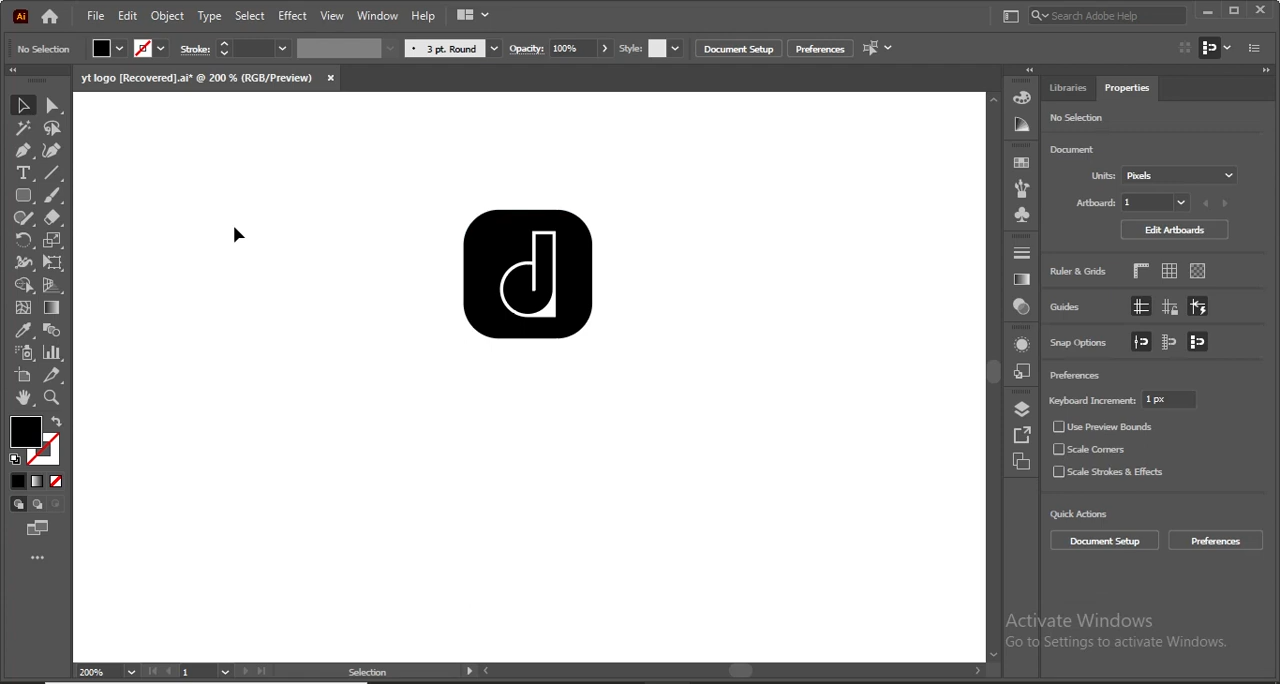 Ai File Edit Object Type Select Effect View Window Help Search Adobe Help
No Selection Stroke: 3 pt. Round Opacity: 100% Style: Document Setup Preferences
yt logo [Recovered].ai* @ 200 % (RGB/Preview)
Libraries Properties
No Selection
Document
Units: Pixels
Artboard: 1
Edit Artboards
Ruler & Grids
Guides
Snap Options
Preferences
Keyboard Increment: 1 px
Use Preview Bounds
Scale Corners
Scale Strokes & Effects
Quick Actions
Document Setup Preferences
d
Activate Windows
Go to Settings to activate Windows.
200% 1 Selection